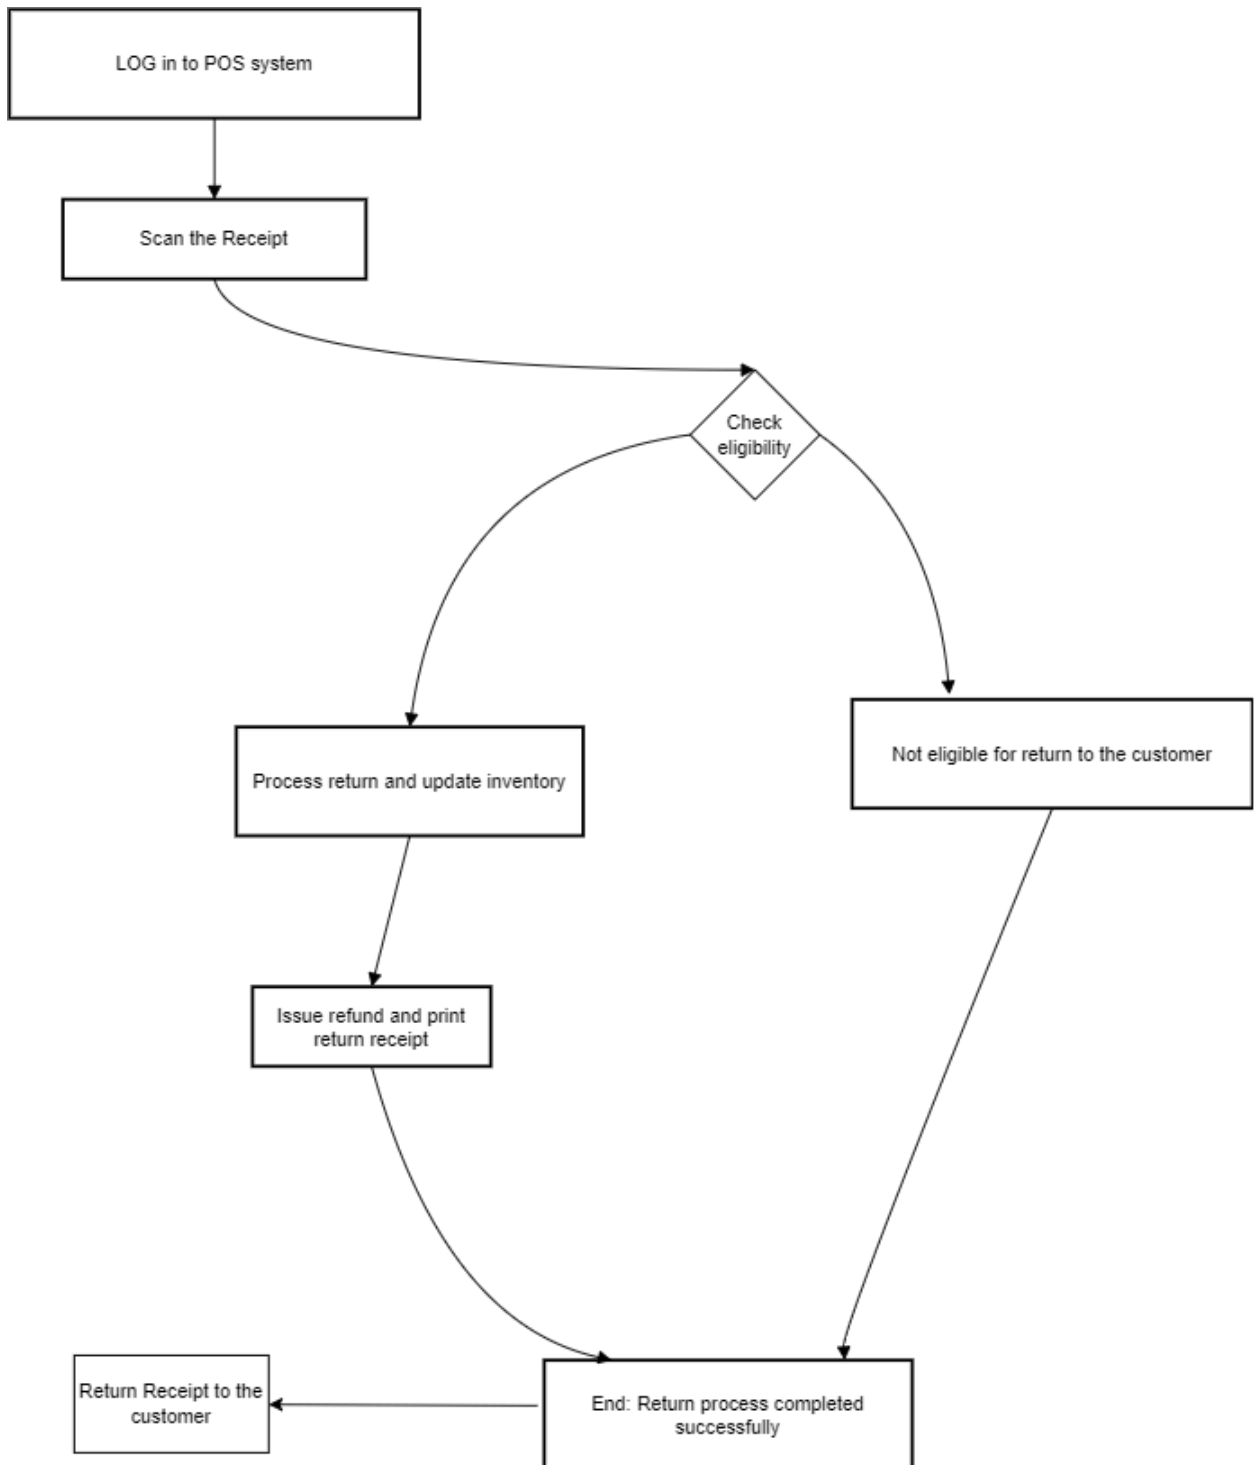 LOG in to POS system
Scan the Receipt
Check
eligibility
Not eligible for return to the customer
Process return and update inventory
Issue refund and print
return receipt
Return Receipt to the
customer
End: Return process completed
successfully